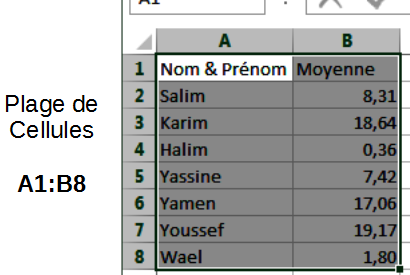 A1
Plage de
Cellules
A1:B8
A B
1 Nom & Prénom Moyenne
2 Salim 8,31
3 Karim 18,64
4 Halim 0,36
5 Yassine 7,42
6 Yamen 17,06
7 Youssef 19,17
8 Wael 1,80